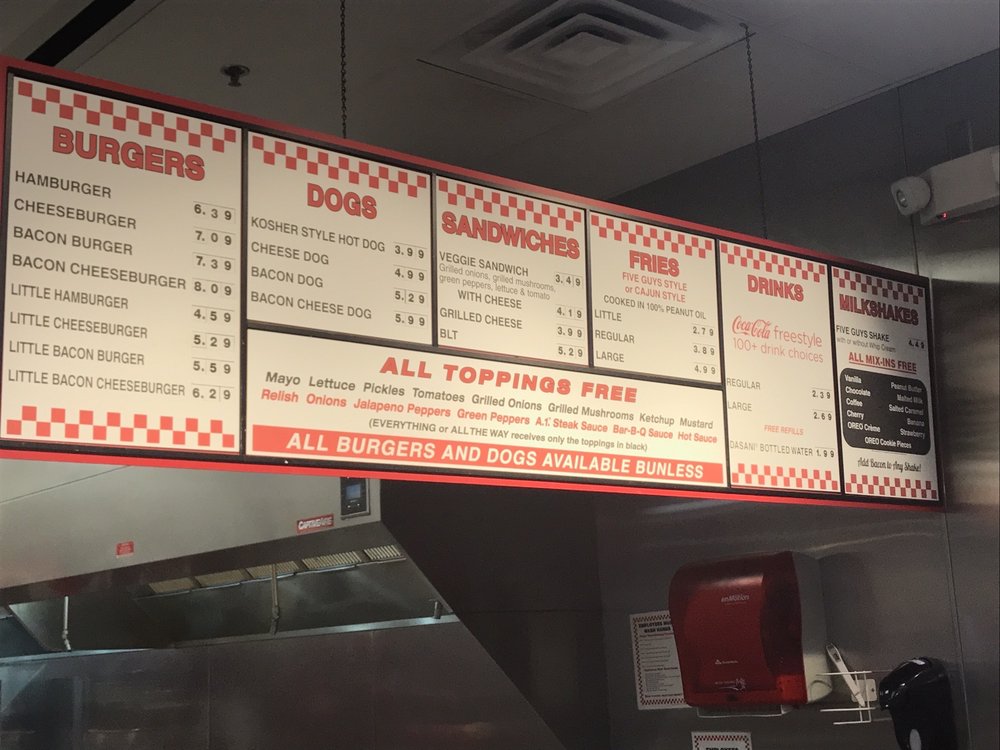 BURGERS
HAMBURGER 6.39
CHEESEBURGER 7.09
BACON BURGER 7.39
BACON CHEESEBURGER 8.09
LITTLE HAMBURGER 4.59
LITTLE CHEESEBURGER 5.29
LITTLE BACON BURGER 5.59
LITTLE BACON CHEESEBURGER 6.29
DOGS
KOSHER STYLE HOT DOG 3.99
CHEESE DOG 4.99
BACON DOG 5.29
BACON CHEESE DOG 5.99
SANDWICHES
VEGGIE SANDWICH 3.49
Grilled onions, grilled mushrooms,
green peppers, lettuce & tomato
WITH CHEESE 4.19
GRILLED CHEESE 3.99
BLT 5.29
FRIES
FIVE GUYS STYLE
or CAJUN STYLE
COOKED IN 100% PEANUT OIL
LITTLE 2.79
REGULAR 3.89
LARGE 4.99
ALL TOPPINGS FREE
Mayo Lettuce Pickles Tomatoes Grilled Onions Grilled Mushrooms Ketchup Mustard
Relish Onions Jalapeno Peppers Green Peppers A.1. Steak Sauce Bar-B-Q Sauce Hot Sauce
(EVERYTHING or ALL THE WAY receives only the toppings in black)
ALL BURGERS AND DOGS AVAILABLE BUNLESS
DRINKS
Coca-Cola freestyle
100+ drink choices
REGULAR 2.39
LARGE 2.69
FREE REFILLS
DASANI® BOTTLED WATER 1.99
MILKSHAKES
FIVE GUYS SHAKE 4.49
with or without Whip Cream
ALL MIX-INS FREE
Vanilla Peanut Butter
Chocolate Malted Milk
Coffee Salted Caramel
Cherry Banana
OREO Crème Strawberry
OREO Cookie Pieces
Add Bacon to Any Shake!
CAPTIVEAIRE
enMotion
EMPLOYEES MUST
WASH HANDS
EMPLOYEES